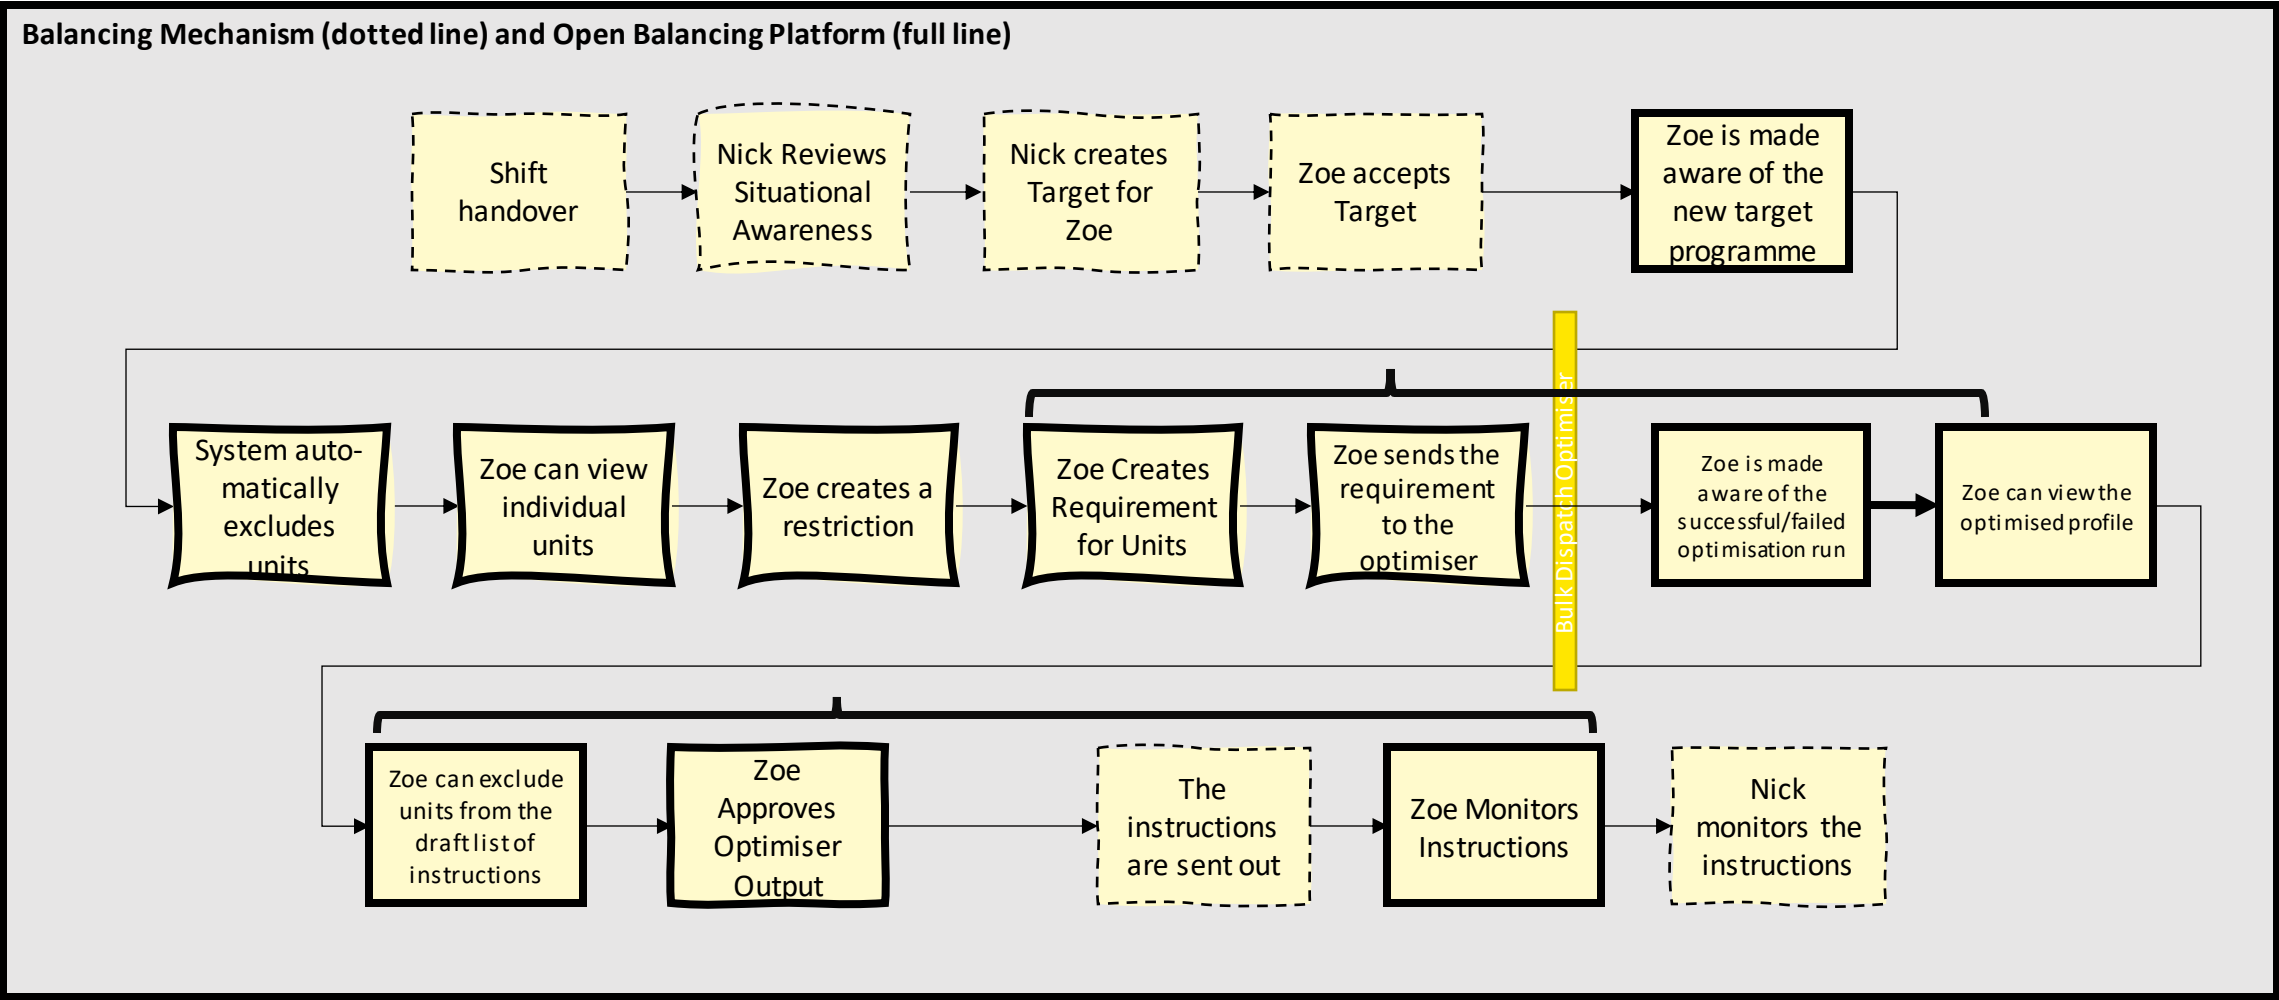 Balancing Mechanism (dotted line) and Open Balancing Platform (full line)
Shift
handover
Nick Reviews
Situational
Awareness
Nick creates
Target for
Zoe
Zoe accepts
Target
Zoe is made
aware of the
new target
programme
System auto-
matically
excludes
units
Zoe can view
individual
units
Zoe creates a
restriction
Zoe Creates
Requirement
for Units
Zoe sends the
requirement
to the
optimiser
Bulk Dispatch Optimiser
Zoe is made
aware of the
successful/failed
optimisation run
Zoe can view the
optimised profile
Zoe can exclude
units from the
draft list of
instructions
Zoe
Approves
Optimiser
Output
The
instructions
are sent out
Zoe Monitors
Instructions
Nick
monitors the
instructions